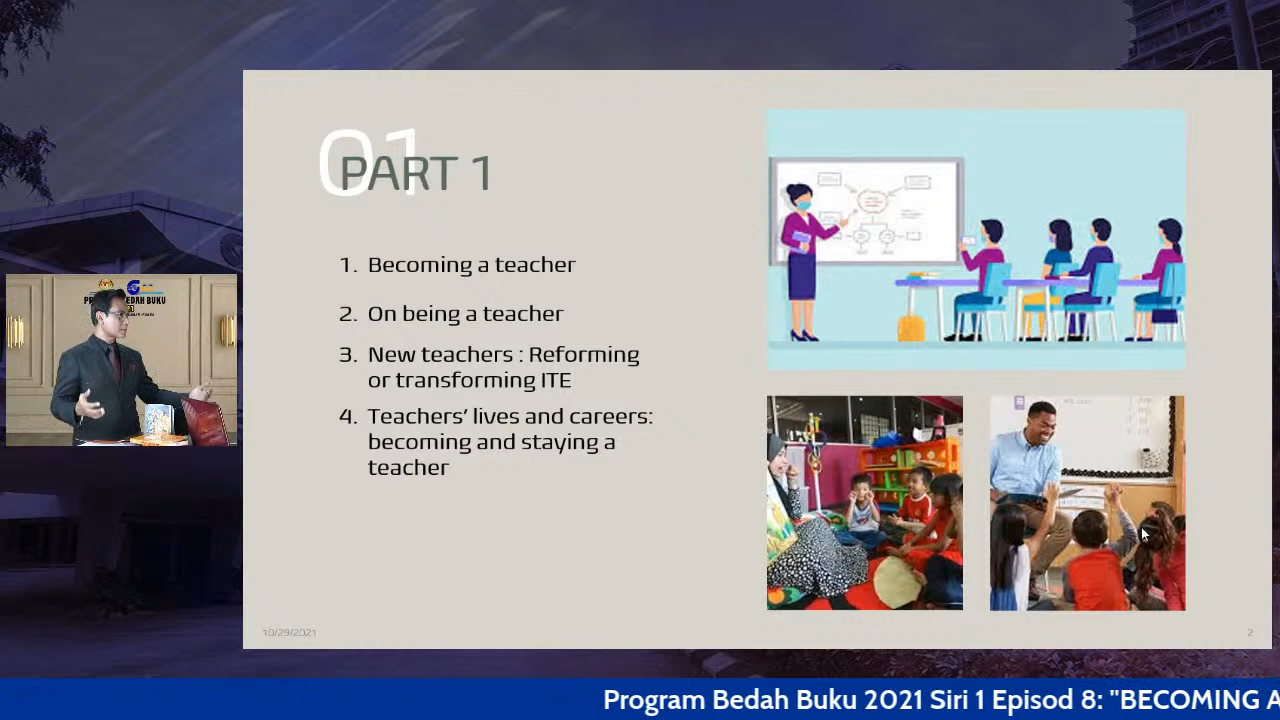 01
PART 1
1. Becoming a teacher
2. On being a teacher
3. New teachers : Reforming
or transforming ITE
4. Teachers’ lives and careers:
becoming and staying a
teacher
10/29/2021
2
Program Bedah Buku 2021 Siri 1 Episod 8: "BECOMING A